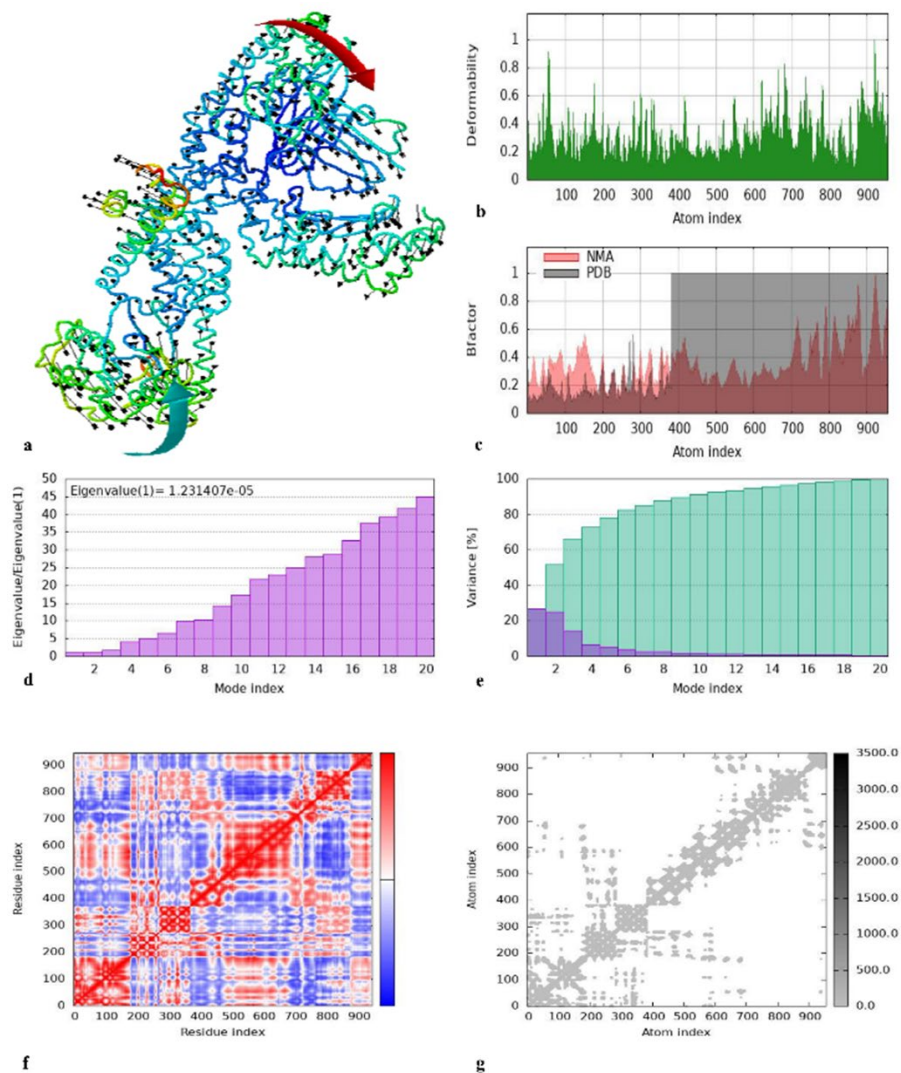 a
Deformability
1
0.8
0.6
0.4
0.2
0
100 200 300 400 500 600 700 800 900
Atom index
b
Bfactor
NMA
PDB
1
0.8
0.6
0.4
0.2
0
100 200 300 400 500 600 700 800 900
Atom index
c
Eigenvalue/Eigenvalue(1)
Eigenvalue(1)= 1.231407e-05
50
45
40
35
30
25
20
15
10
5
0
2 4 6 8 10 12 14 16 18 20
Mode index
d
Variance [%]
100
80
60
40
20
0
2 4 6 8 10 12 14 16 18 20
Mode index
e
Residue index
900
800
700
600
500
400
300
200
100
0
0 100 200 300 400 500 600 700 800 900
Residue index
f
Atom index
900
800
700
600
500
400
300
200
100
0
0 100 200 300 400 500 600 700 800 900
Atom index
3500.0
3000.0
2500.0
2000.0
1500.0
1000.0
500.0
0.0
g